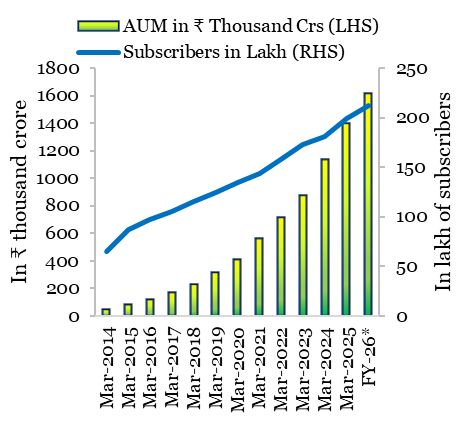 AUM in ₹ Thousand Crs (LHS)
Subscribers in Lakh (RHS)
In ₹ thousand crore
1800
1600
1400
1200
1000
800
600
400
200
0
250
200
150
100
50
0
In lakh of subscribers
Mar-2014
Mar-2015
Mar-2016
Mar-2017
Mar-2018
Mar-2019
Mar-2020
Mar-2021
Mar-2022
Mar-2023
Mar-2024
Mar-2025
FY-26*